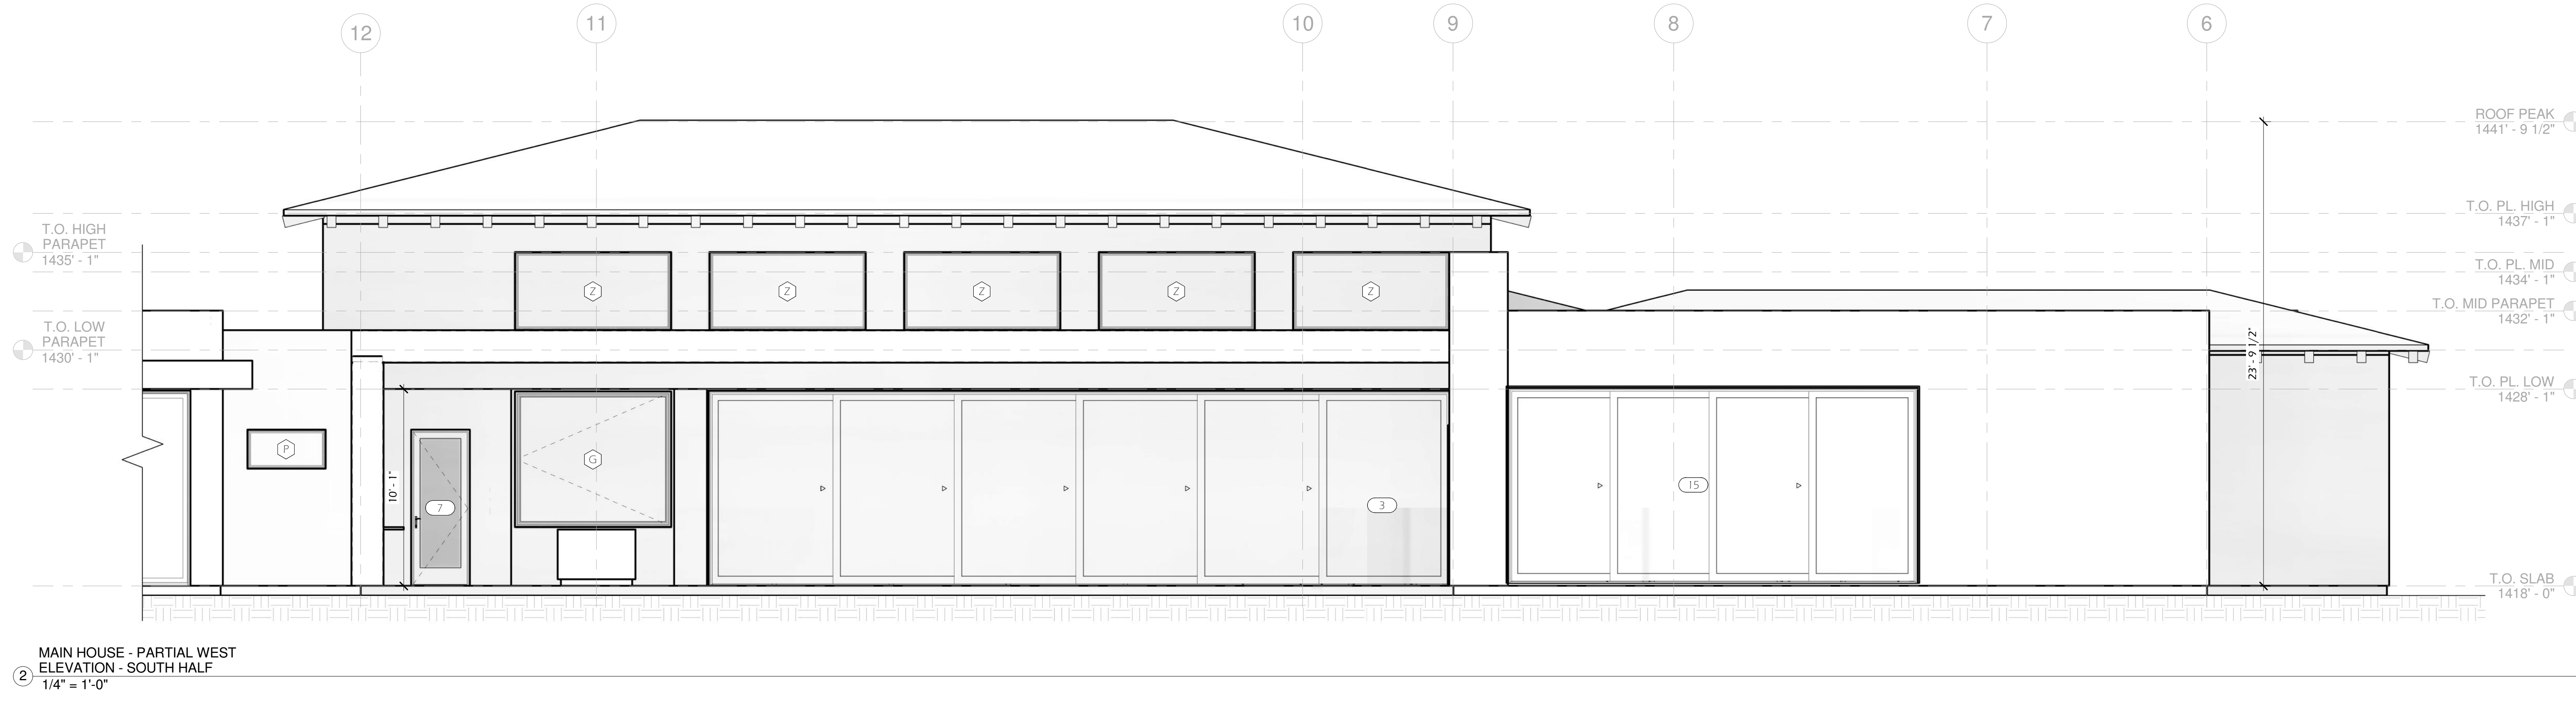 12
11
10
9
8
7
6
ROOF PEAK
1441' - 9 1/2"
T.O. PL. HIGH
1437' - 1"
T.O. HIGH
PARAPET
1435' - 1"
T.O. PL. MID
1434' - 1"
T.O. MID PARAPET
1432' - 1"
T.O. LOW
PARAPET
1430' - 1"
T.O. PL. LOW
1428' - 1"
T.O. SLAB
1418' - 0"
Z
Z
Z
Z
Z
23' - 9 1/2"
P
G
10' - 1"
7
3
15
2
MAIN HOUSE - PARTIAL WEST
ELEVATION - SOUTH HALF
1/4" = 1'-0"